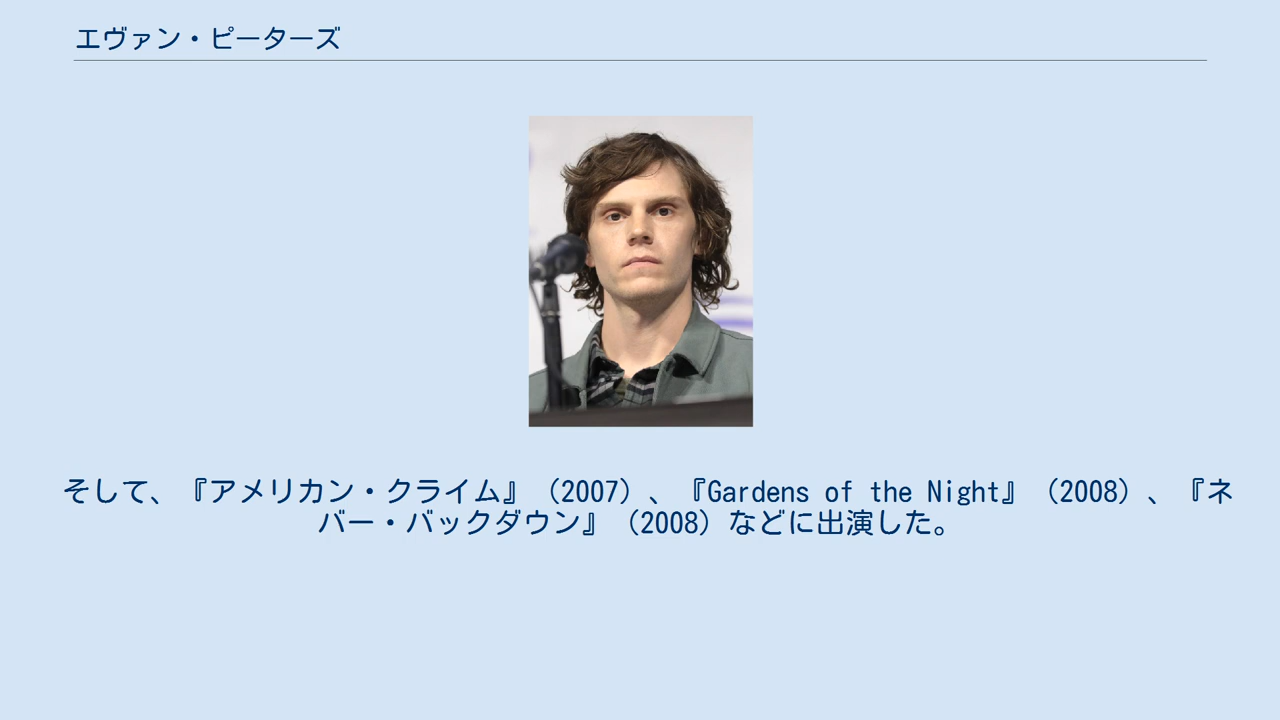 エヴァン・ピーターズ
そして、『アメリカン・クライム』（2007）、『Gardens of the Night』（2008）、『ネ
バー・バックダウン』（2008）などに出演した。